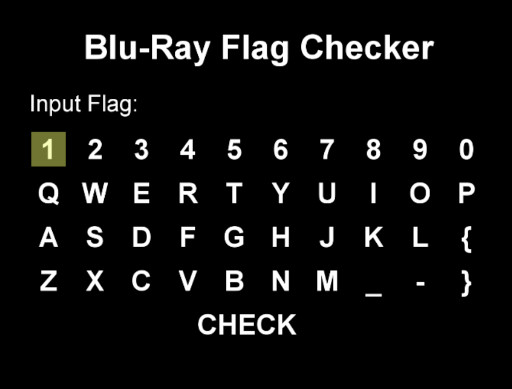 Blu-Ray Flag Checker
Input Flag:
1 2 3 4 5 6 7 8 9 0
Q W E R T Y U I O P
A S D F G H J K L {
Z X C V B N M _ - }
CHECK